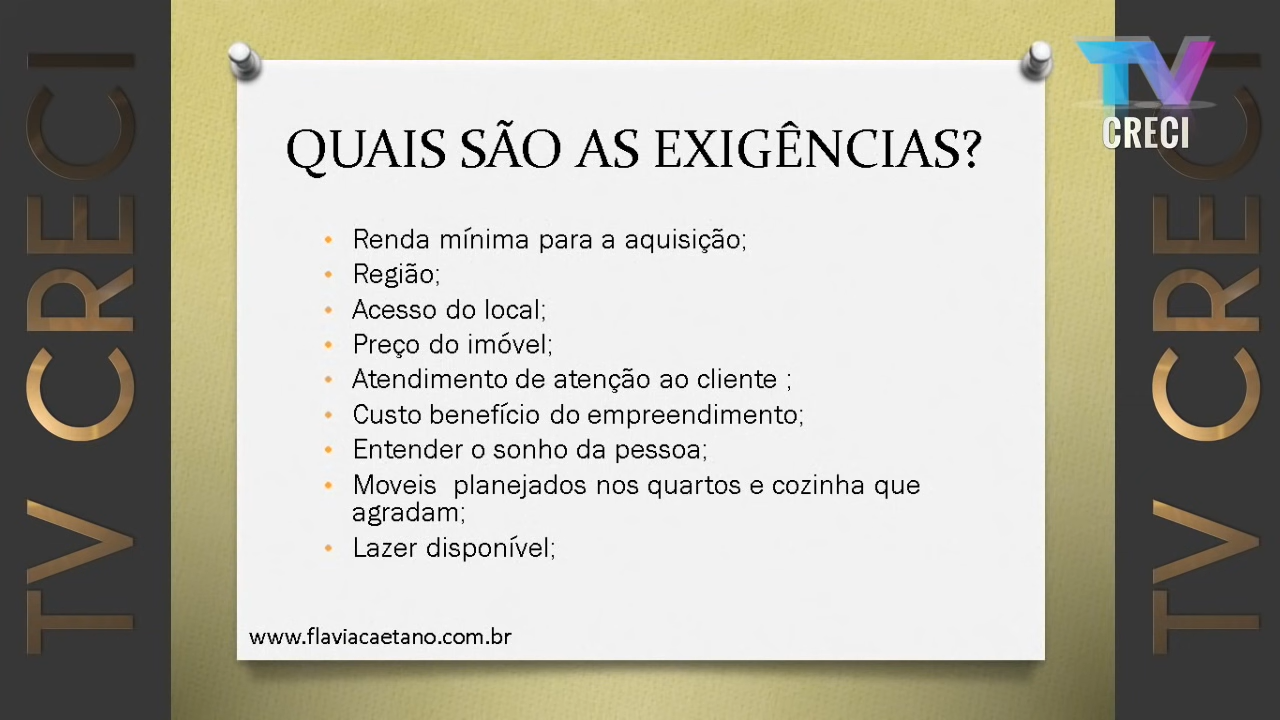 TV CRECI
TV
CRECI
QUAIS SÃO AS EXIGÊNCIAS?
• Renda mínima para a aquisição;
• Região;
• Acesso do local;
• Preço do imóvel;
• Atendimento de atenção ao cliente ;
• Custo benefício do empreendimento;
• Entender o sonho da pessoa;
• Moveis  planejados nos quartos e cozinha que
agradam;
• Lazer disponível;
www.flaviacaetano.com.br
TV CRECI